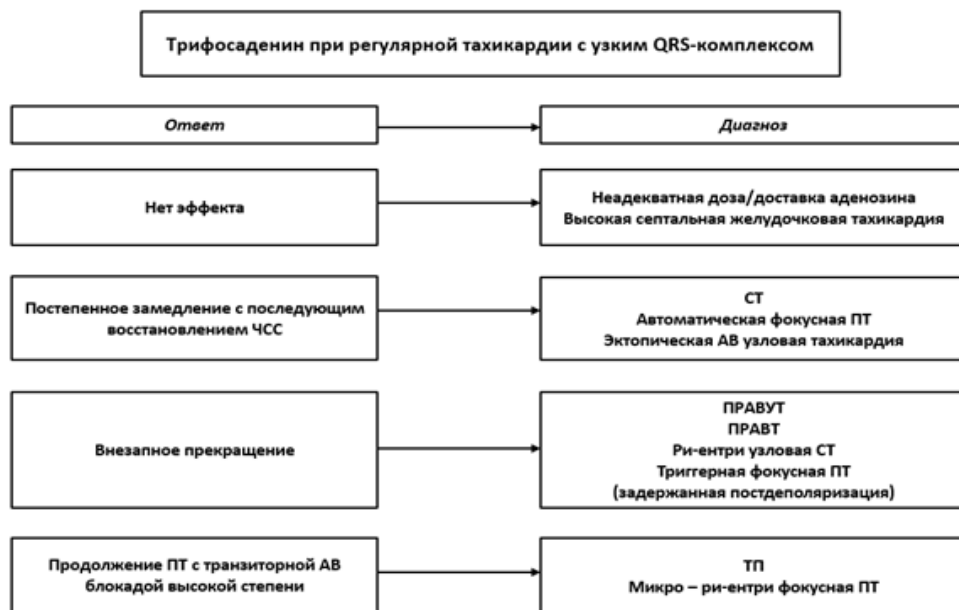 Трифосаденин при регулярной тахикардии с узким QRS-комплексом
Ответ
Диагноз
Нет эффекта
Неадекватная доза/доставка аденозина
Высокая септальная желудочковая тахикардия
Постепенное замедление с последующим
восстановлением ЧСС
СТ
Автоматическая фокусная ПТ
Эктопическая АВ узловая тахикардия
Внезапное прекращение
ПРАВУТ
ПРАВТ
Ри-ентри узловая СТ
Триггерная фокусная ПТ
(задержанная постдеполяризация)
Продолжение ПТ с транзиторной АВ
блокадой высокой степени
ТП
Микро – ри-ентри фокусная ПТ